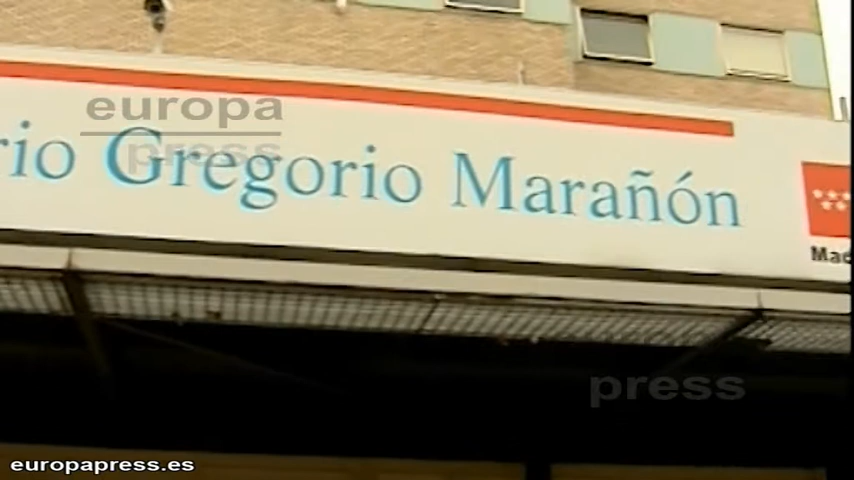 europa
press
rio Gregorio Marañón
Mad
press
europapress.es